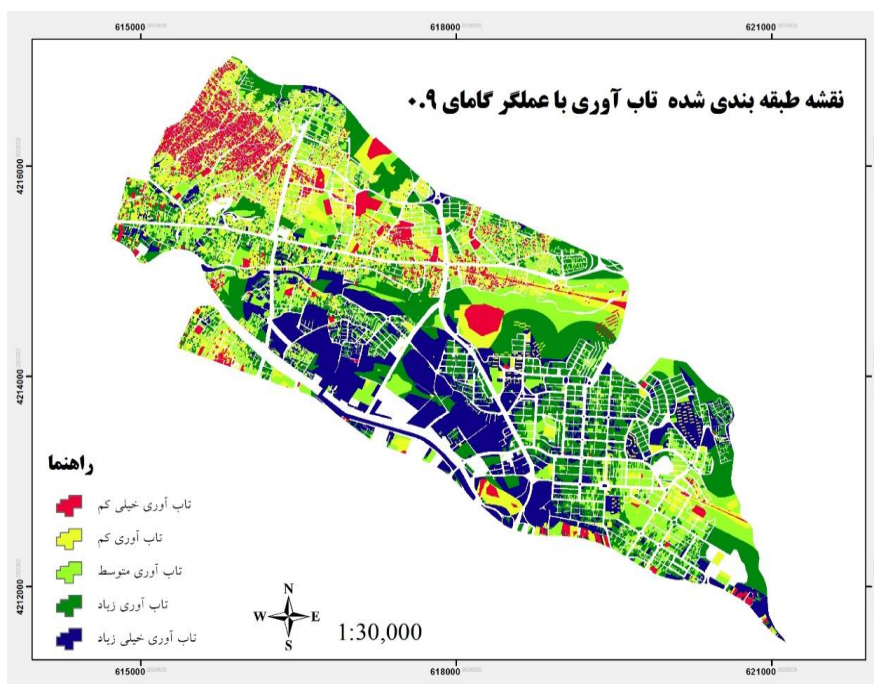 615000 618000 621000
نقشه طبقه بندی شده تاب آوری با عملگر گامای ۰.۹
4216000
4214000
4212000
راهنما
تاب آوری خیلی کم
تاب آوری کم
تاب آوری متوسط
تاب آوری زیاد
تاب آوری خیلی زیاد
N
W E
S
1:30,000
615000 618000 621000